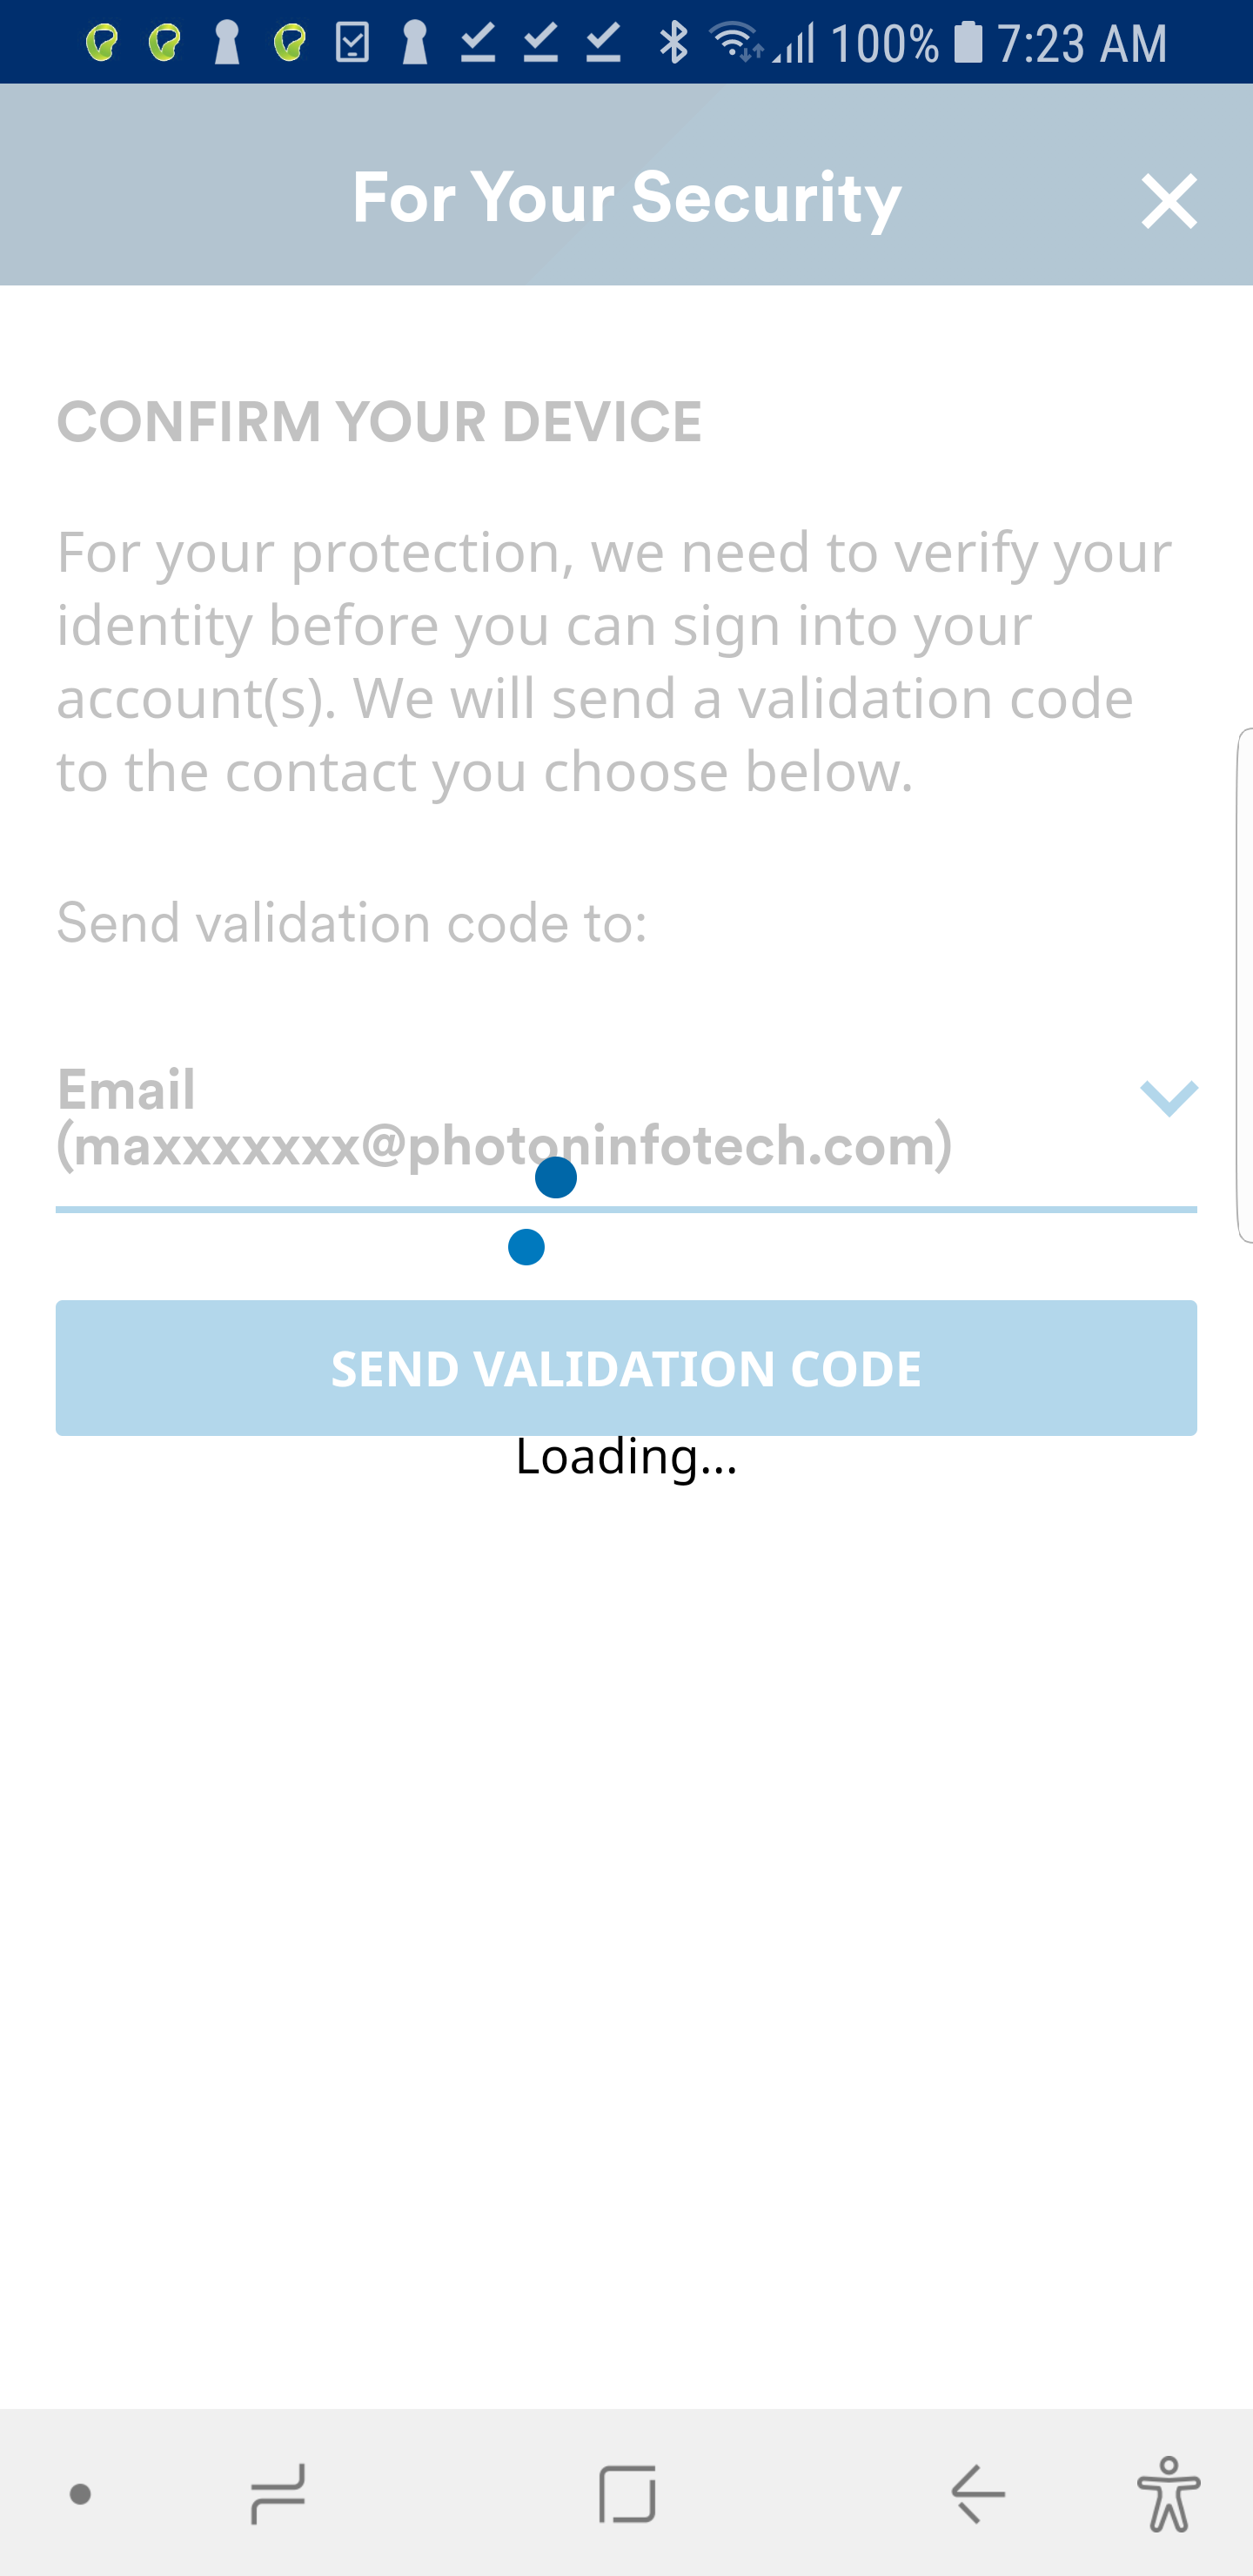 100% 7:23 AM
For Your Security
CONFIRM YOUR DEVICE
For your protection, we need to verify your
identity before you can sign into your
account(s). We will send a validation code
to the contact you choose below.
Send validation code to:
Email
(maxxxxxxxx@photoninfotech.com)
SEND VALIDATION CODE
Loading...